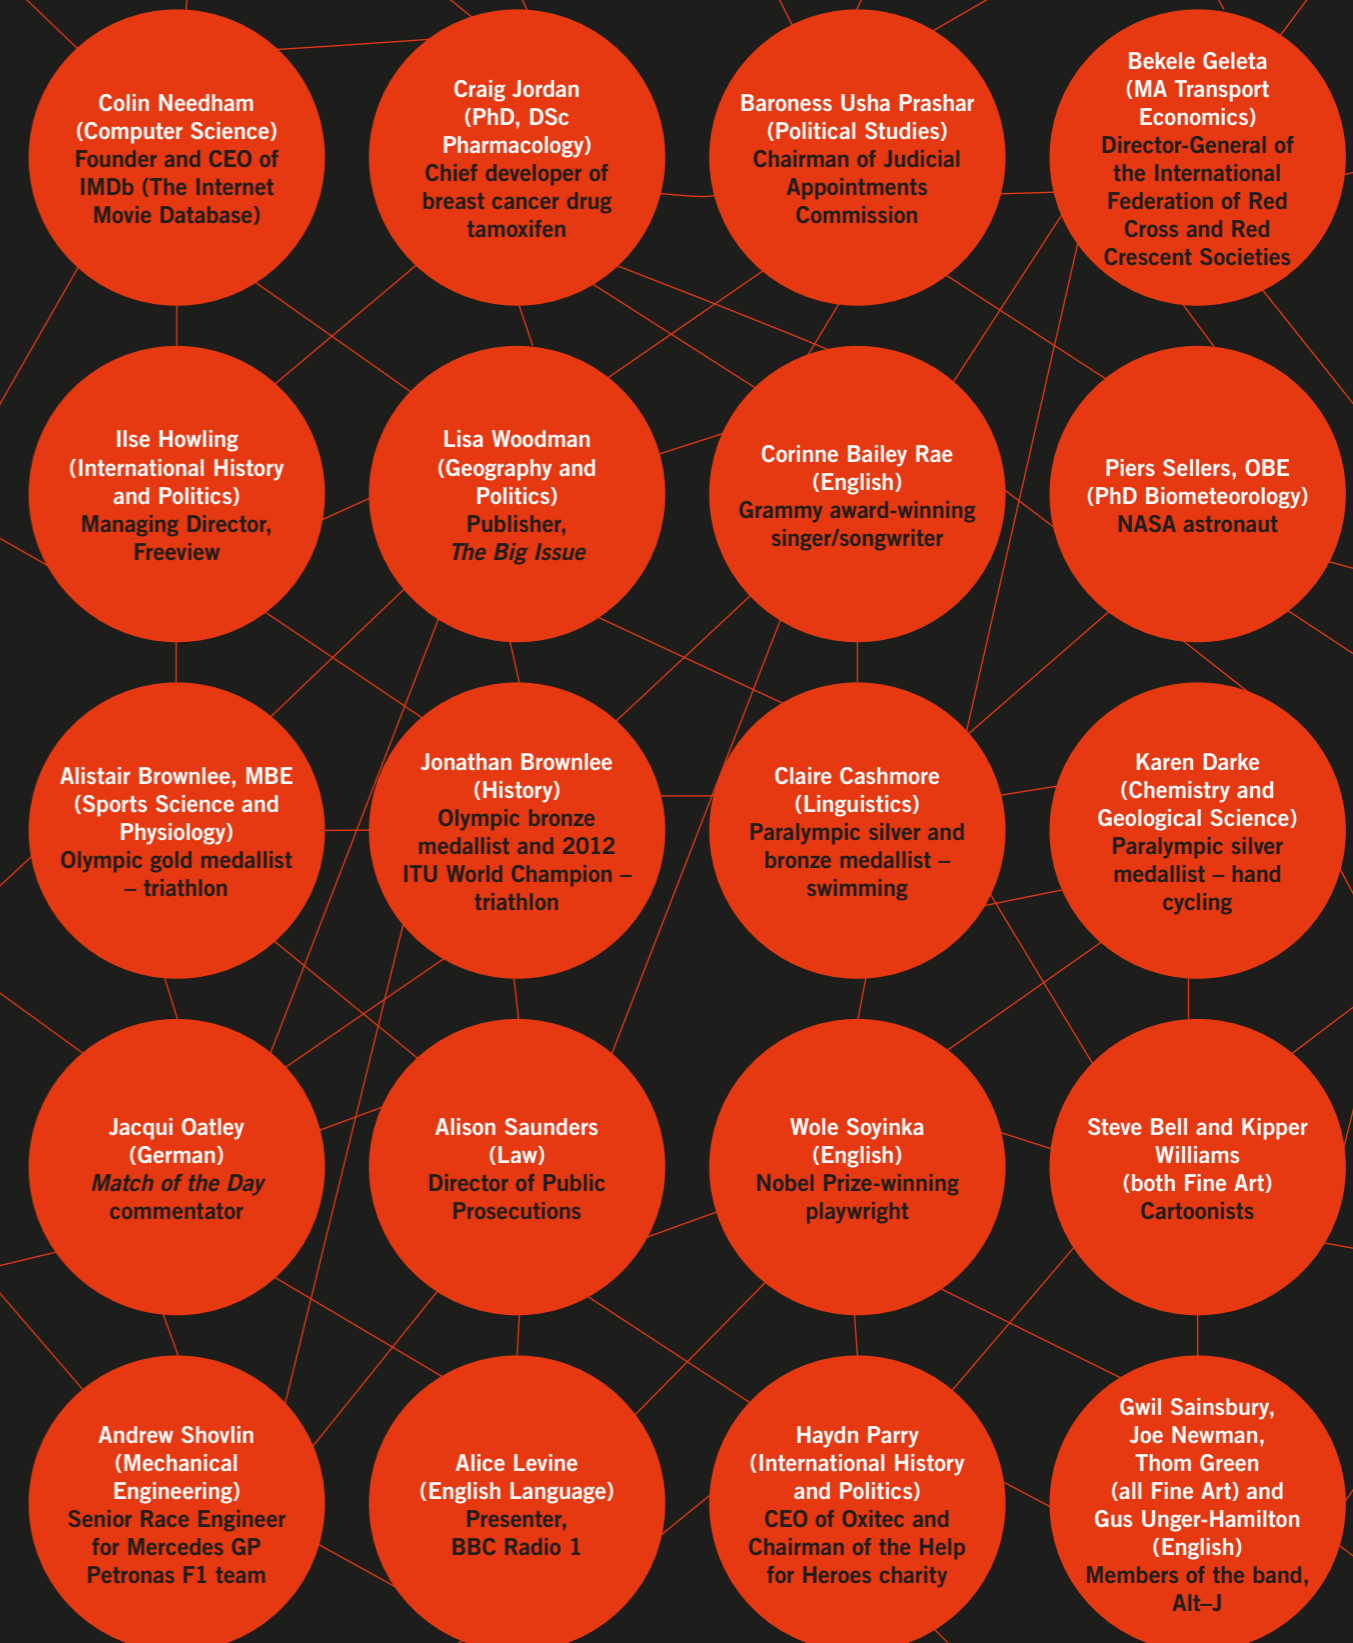 Colin Needham
(Computer Science)
Founder and CEO of
IMDb (The Internet
Movie Database)
Craig Jordan
(PhD, DSc
Pharmacology)
Chief developer of
breast cancer drug
tamoxifen
Baroness Usha Prashar
(Political Studies)
Chairman of Judicial
Appointments
Commission
Bekele Geleta
(MA Transport
Economics)
Director-General of
the International
Federation of Red
Cross and Red
Crescent Societies
Ilse Howling
(International History
and Politics)
Managing Director,
Freeview
Lisa Woodman
(Geography and
Politics)
Publisher,
The Big Issue
Corinne Bailey Rae
(English)
Grammy award-winning
singer/songwriter
Piers Sellers, OBE
(PhD Biometeorology)
NASA astronaut
Alistair Brownlee, MBE
(Sports Science and
Physiology)
Olympic gold medallist
– triathlon
Jonathan Brownlee
(History)
Olympic bronze
medallist and 2012
ITU World Champion –
triathlon
Claire Cashmore
(Linguistics)
Paralympic silver and
bronze medallist –
swimming
Karen Darke
(Chemistry and
Geological Science)
Paralympic silver
medallist – hand
cycling
Jacqui Oatley
(German)
Match of the Day
commentator
Alison Saunders
(Law)
Director of Public
Prosecutions
Wole Soyinka
(English)
Nobel Prize-winning
playwright
Steve Bell and Kipper
Williams
(both Fine Art)
Cartoonists
Andrew Shovlin
(Mechanical
Engineering)
Senior Race Engineer
for Mercedes GP
Petronas F1 team
Alice Levine
(English Language)
Presenter,
BBC Radio 1
Haydn Parry
(International History
and Politics)
CEO of Oxitec and
Chairman of the Help
for Heroes charity
Gwil Sainsbury,
Joe Newman,
Thom Green
(all Fine Art) and
Gus Unger-Hamilton
(English)
Members of the band,
Alt–J